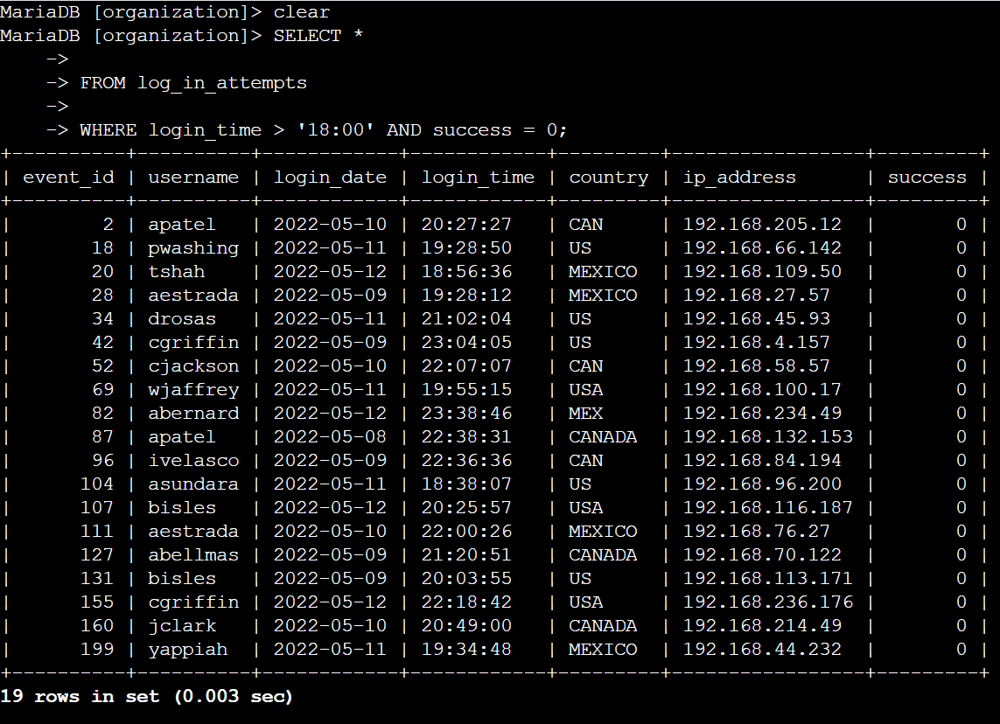 MariaDB [organization]> clear
MariaDB [organization]> SELECT *
    ->
    -> FROM log_in_attempts
    ->
    -> WHERE login_time > '18:00' AND success = 0;
+----------+----------+------------+------------+---------+-----------------+---------+
| event_id | username | login_date | login_time | country | ip_address      | success |
+----------+----------+------------+------------+---------+-----------------+---------+
|        2 | apatel   | 2022-05-10 | 20:27:27   | CAN     | 192.168.205.12  |       0 |
|       18 | pwashing | 2022-05-11 | 19:28:50   | US      | 192.168.66.142  |       0 |
|       20 | tshah    | 2022-05-12 | 18:56:36   | MEXICO  | 192.168.109.50  |       0 |
|       28 | aestrada | 2022-05-09 | 19:28:12   | MEXICO  | 192.168.27.57   |       0 |
|       34 | drosas   | 2022-05-11 | 21:02:04   | US      | 192.168.45.93   |       0 |
|       42 | cgriffin | 2022-05-09 | 23:04:05   | US      | 192.168.4.157   |       0 |
|       52 | cjackson | 2022-05-10 | 22:07:07   | CAN     | 192.168.58.57   |       0 |
|       69 | wjaffrey | 2022-05-11 | 19:55:15   | USA     | 192.168.100.17  |       0 |
|       82 | abernard | 2022-05-12 | 23:38:46   | MEX     | 192.168.234.49  |       0 |
|       87 | apatel   | 2022-05-08 | 22:38:31   | CANADA  | 192.168.132.153 |       0 |
|       96 | ivelasco | 2022-05-09 | 22:36:36   | CAN     | 192.168.84.194  |       0 |
|      104 | asundara | 2022-05-11 | 18:38:07   | US      | 192.168.96.200  |       0 |
|      107 | bisles   | 2022-05-12 | 20:25:57   | USA     | 192.168.116.187 |       0 |
|      111 | aestrada | 2022-05-10 | 22:00:26   | MEXICO  | 192.168.76.27   |       0 |
|      127 | abellmas | 2022-05-09 | 21:20:51   | CANADA  | 192.168.70.122  |       0 |
|      131 | bisles   | 2022-05-09 | 20:03:55   | US      | 192.168.113.171 |       0 |
|      155 | cgriffin | 2022-05-12 | 22:18:42   | USA     | 192.168.236.176 |       0 |
|      160 | jclark   | 2022-05-10 | 20:49:00   | CANADA  | 192.168.214.49  |       0 |
|      199 | yappiah  | 2022-05-11 | 19:34:48   | MEXICO  | 192.168.44.232  |       0 |
+----------+----------+------------+------------+---------+-----------------+---------+
19 rows in set (0.003 sec)